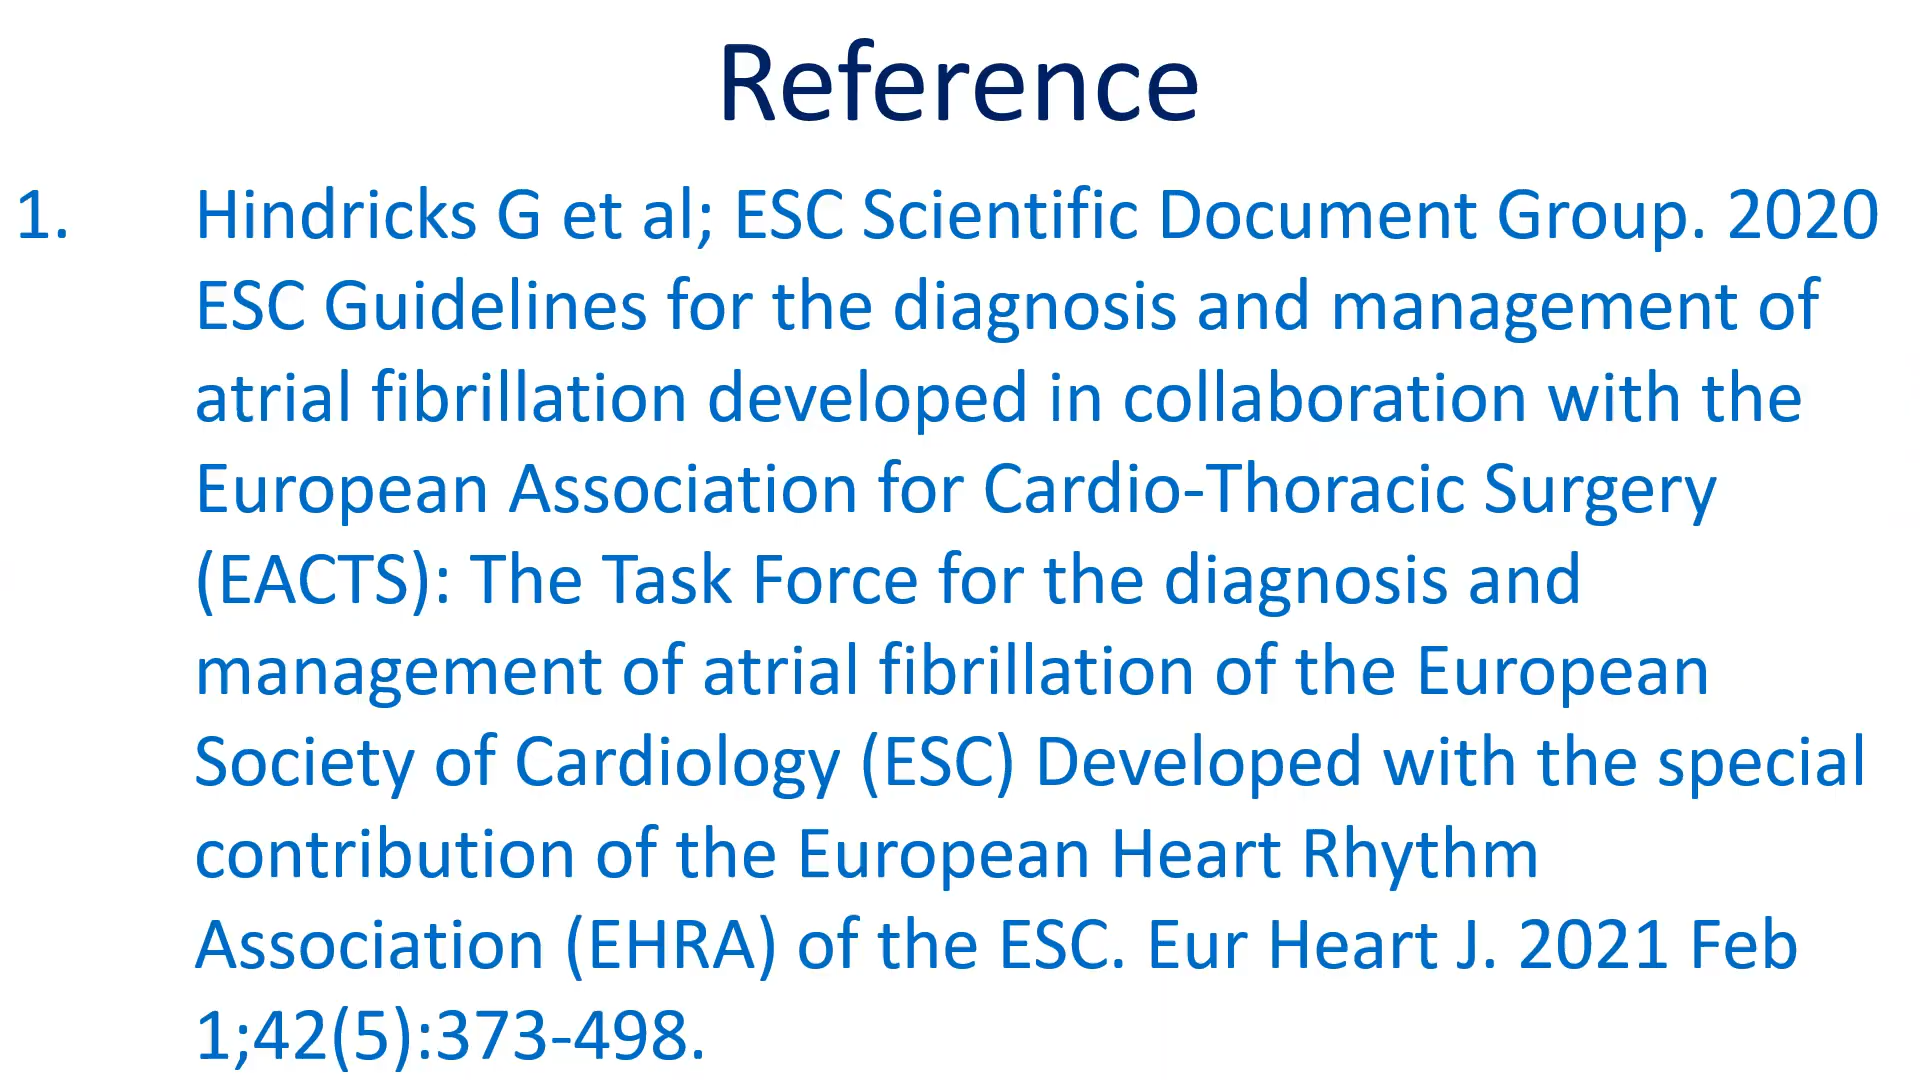 Reference
1. Hindricks G et al; ESC Scientific Document Group. 2020
ESC Guidelines for the diagnosis and management of
atrial fibrillation developed in collaboration with the
European Association for Cardio-Thoracic Surgery
(EACTS): The Task Force for the diagnosis and
management of atrial fibrillation of the European
Society of Cardiology (ESC) Developed with the special
contribution of the European Heart Rhythm
Association (EHRA) of the ESC. Eur Heart J. 2021 Feb
1;42(5):373-498.